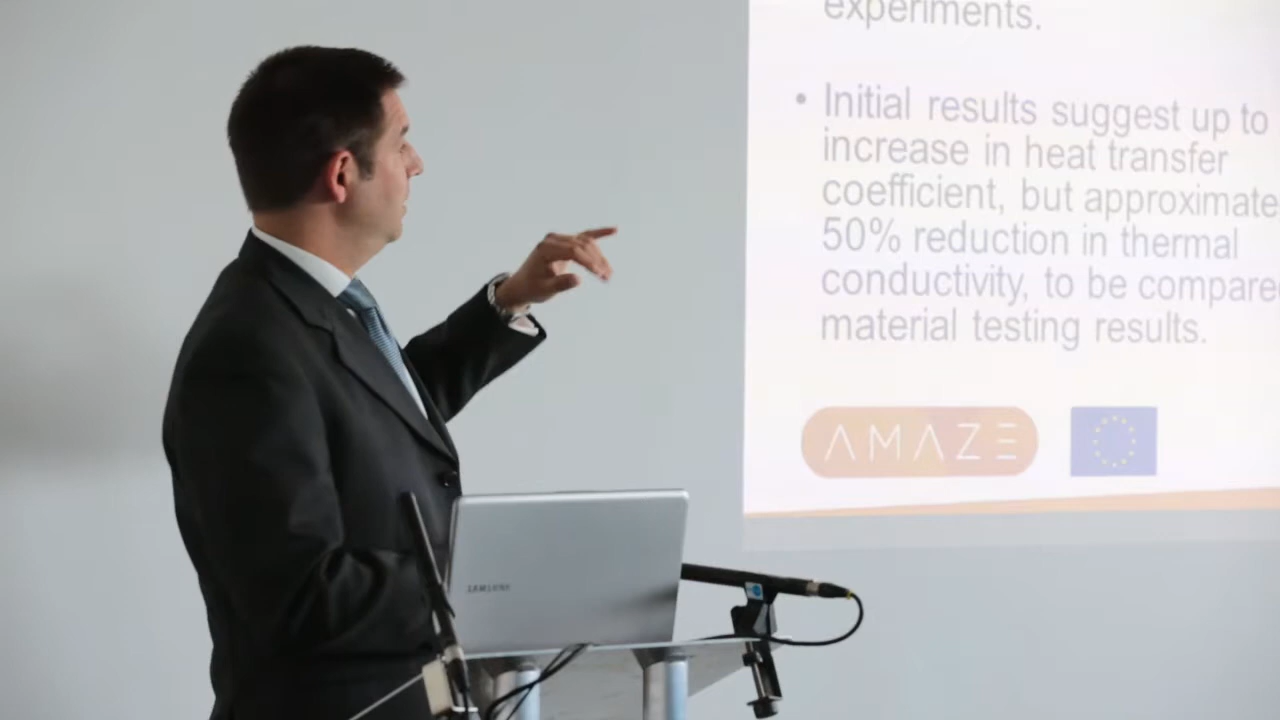 experiments.
• Initial results suggest up to
increase in heat transfer
coefficient, but approximate
50% reduction in thermal
conductivity, to be compare
material testing results.
AMAZE
SAMSUNG